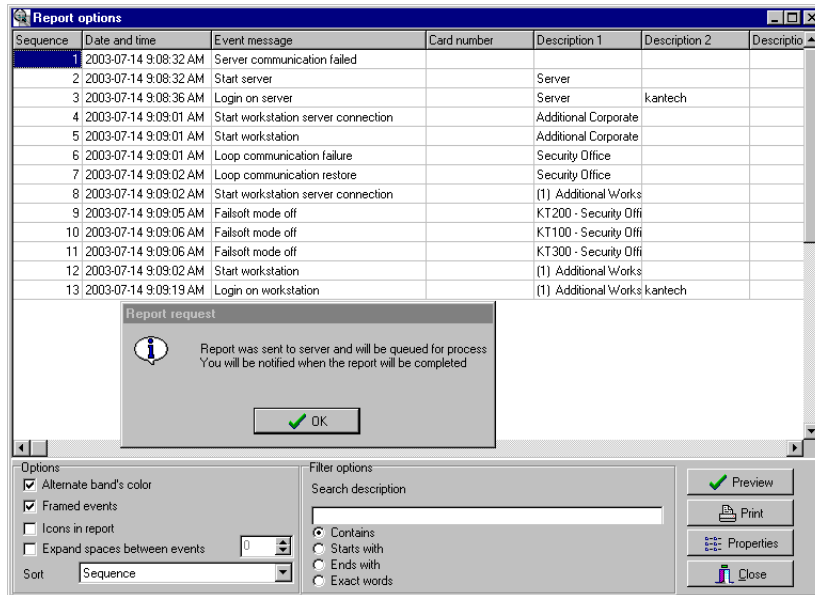 Report options
Sequence Date and time Event message Card number Description 1 Description 2 Descriptio
1 2003-07-14 9:08:32 AM Server communication failed
2 2003-07-14 9:08:32 AM Start server Server
3 2003-07-14 9:08:36 AM Login on server Server kantech
4 2003-07-14 9:09:01 AM Start workstation server connection Additional Corporate
5 2003-07-14 9:09:01 AM Start workstation Additional Corporate
6 2003-07-14 9:09:01 AM Loop communication failure Security Office
7 2003-07-14 9:09:02 AM Loop communication restore Security Office
8 2003-07-14 9:09:02 AM Start workstation server connection (1) Additional Works
9 2003-07-14 9:09:05 AM Failsoft mode off KT200 - Security Offi
10 2003-07-14 9:09:06 AM Failsoft mode off KT100 - Security Offi
11 2003-07-14 9:09:06 AM Failsoft mode off KT300 - Security Offi
12 2003-07-14 9:09:02 AM Start workstation (1) Additional Works
13 2003-07-14 9:09:19 AM Login on workstation (1) Additional Works kantech
Report request
Report was sent to server and will be queued for process
You will be notified when the report will be completed
OK
Options
Alternate band's color
Framed events
Icons in report
Expand spaces between events 0
Sort Sequence
Filter options
Search description
Contains
Starts with
Ends with
Exact words
Preview
Print
Properties
Close